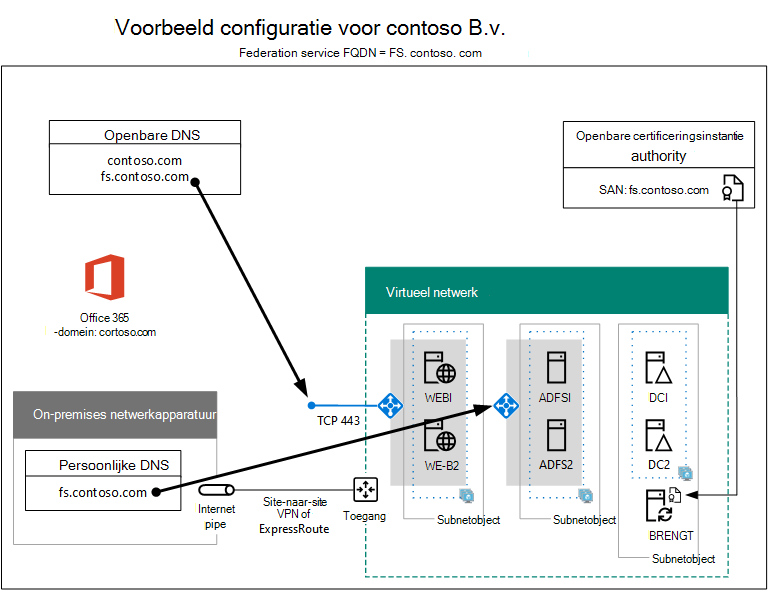 Voorbeeld configuratie voor contoso B.v.
Federation service FQDN = FS. contoso. com
Openbare DNS
contoso.com
fs.contoso.com
Openbare certificeringsinstantie
authority
SAN: fs.contoso.com
Office 365
-domein: cortoso.com
Virtueel netwerk
WEBI
WE-B2
ADFSI
ADFS2
DCI
DC2
BRENGT
TCP 443
On-premises netwerkapparatuur
Persoonlijke DNS
fs.contoso.com
Internet
pipe
Site-naar-site
VPN of
ExpressRoute
Toegang
Subnetobject
Subnetobject
Subnetobject